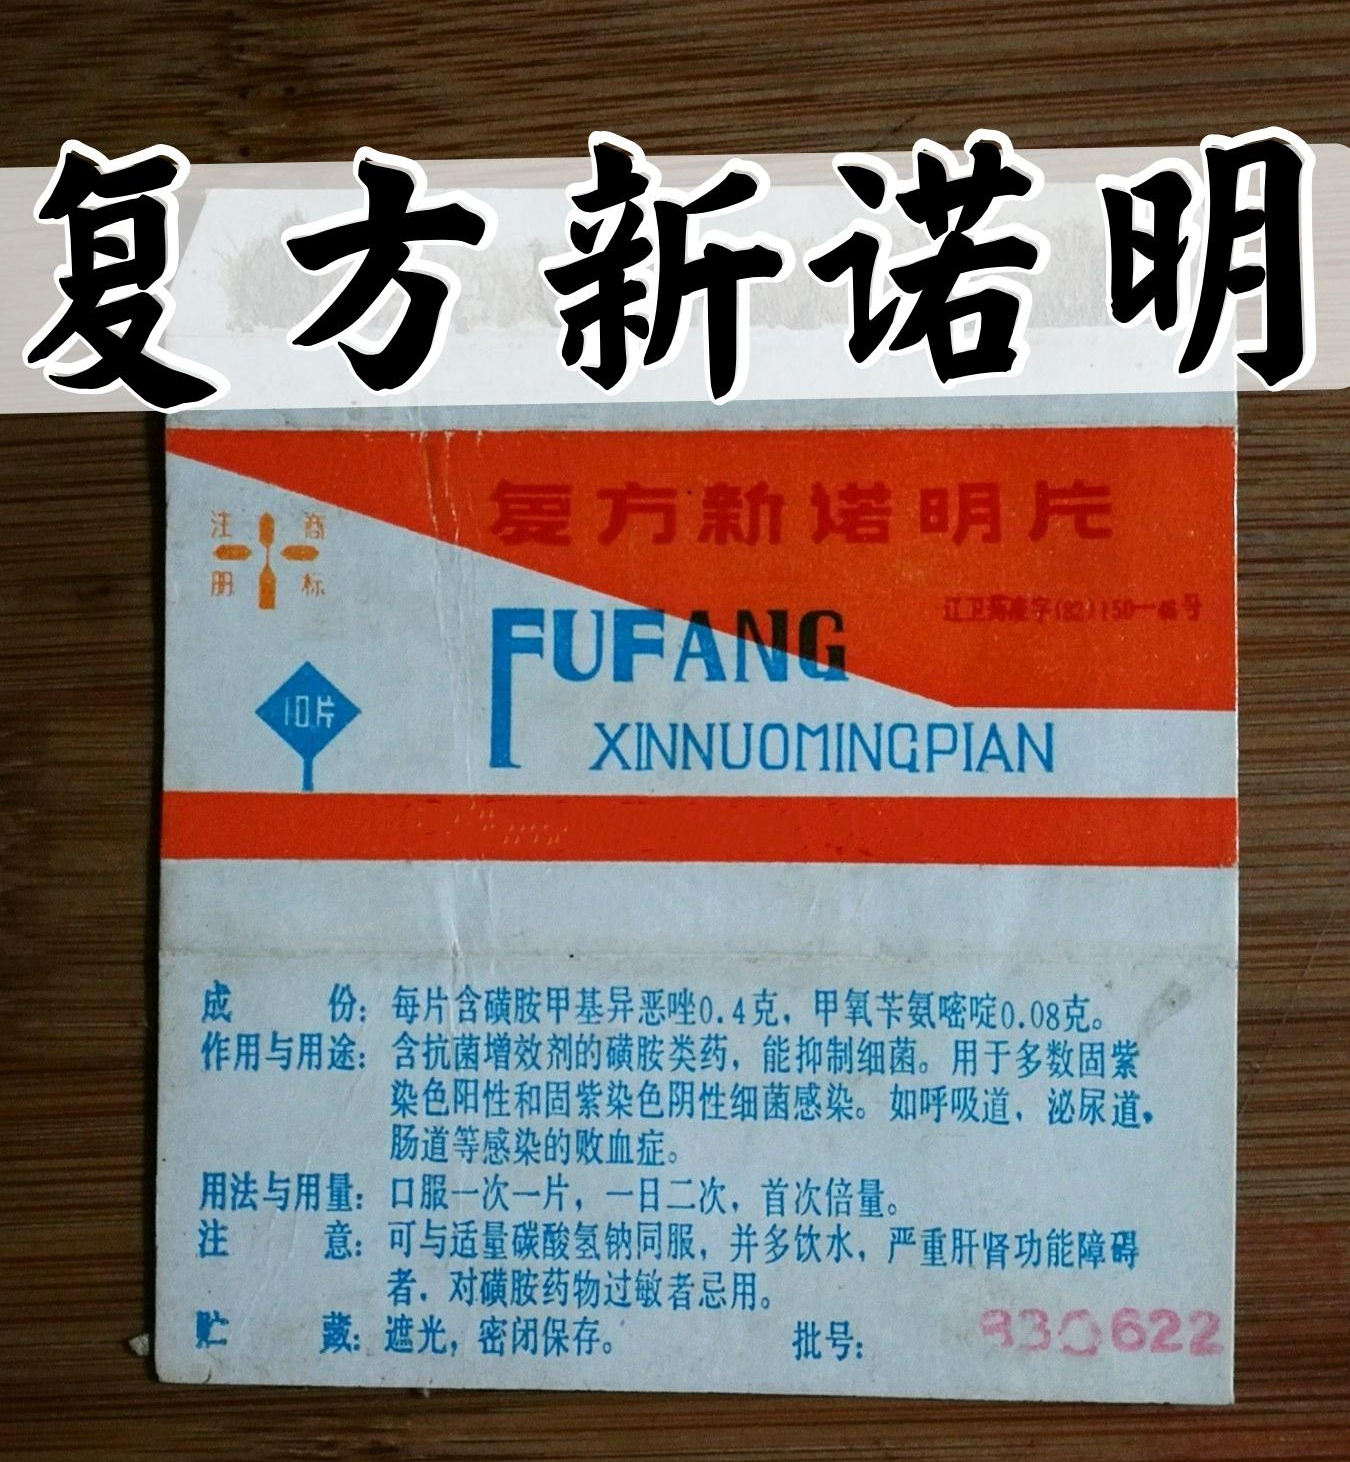 复方新诺明
复方新诺明片
注 商
册 标
辽卫药准字(82)150—46号
FUFANG
10片
XINNUOMINGPIAN
成份：每片含磺胺甲基异恶唑0.4克，甲氧苄氨嘧啶0.08克。
作用与用途：含抗菌增效剂的磺胺类药，能抑制细菌。用于多数固紫
染色阳性和固紫染色阴性细菌感染。如呼吸道，泌尿道，
肠道等感染的败血症。
用法与用量：口服一次一片，一日二次，首次倍量。
注意：可与适量碳酸氢钠同服，并多饮水，严重肝肾功能障碍
者，对磺胺药物过敏者忌用。
贮藏：遮光，密闭保存。 批号： 930622